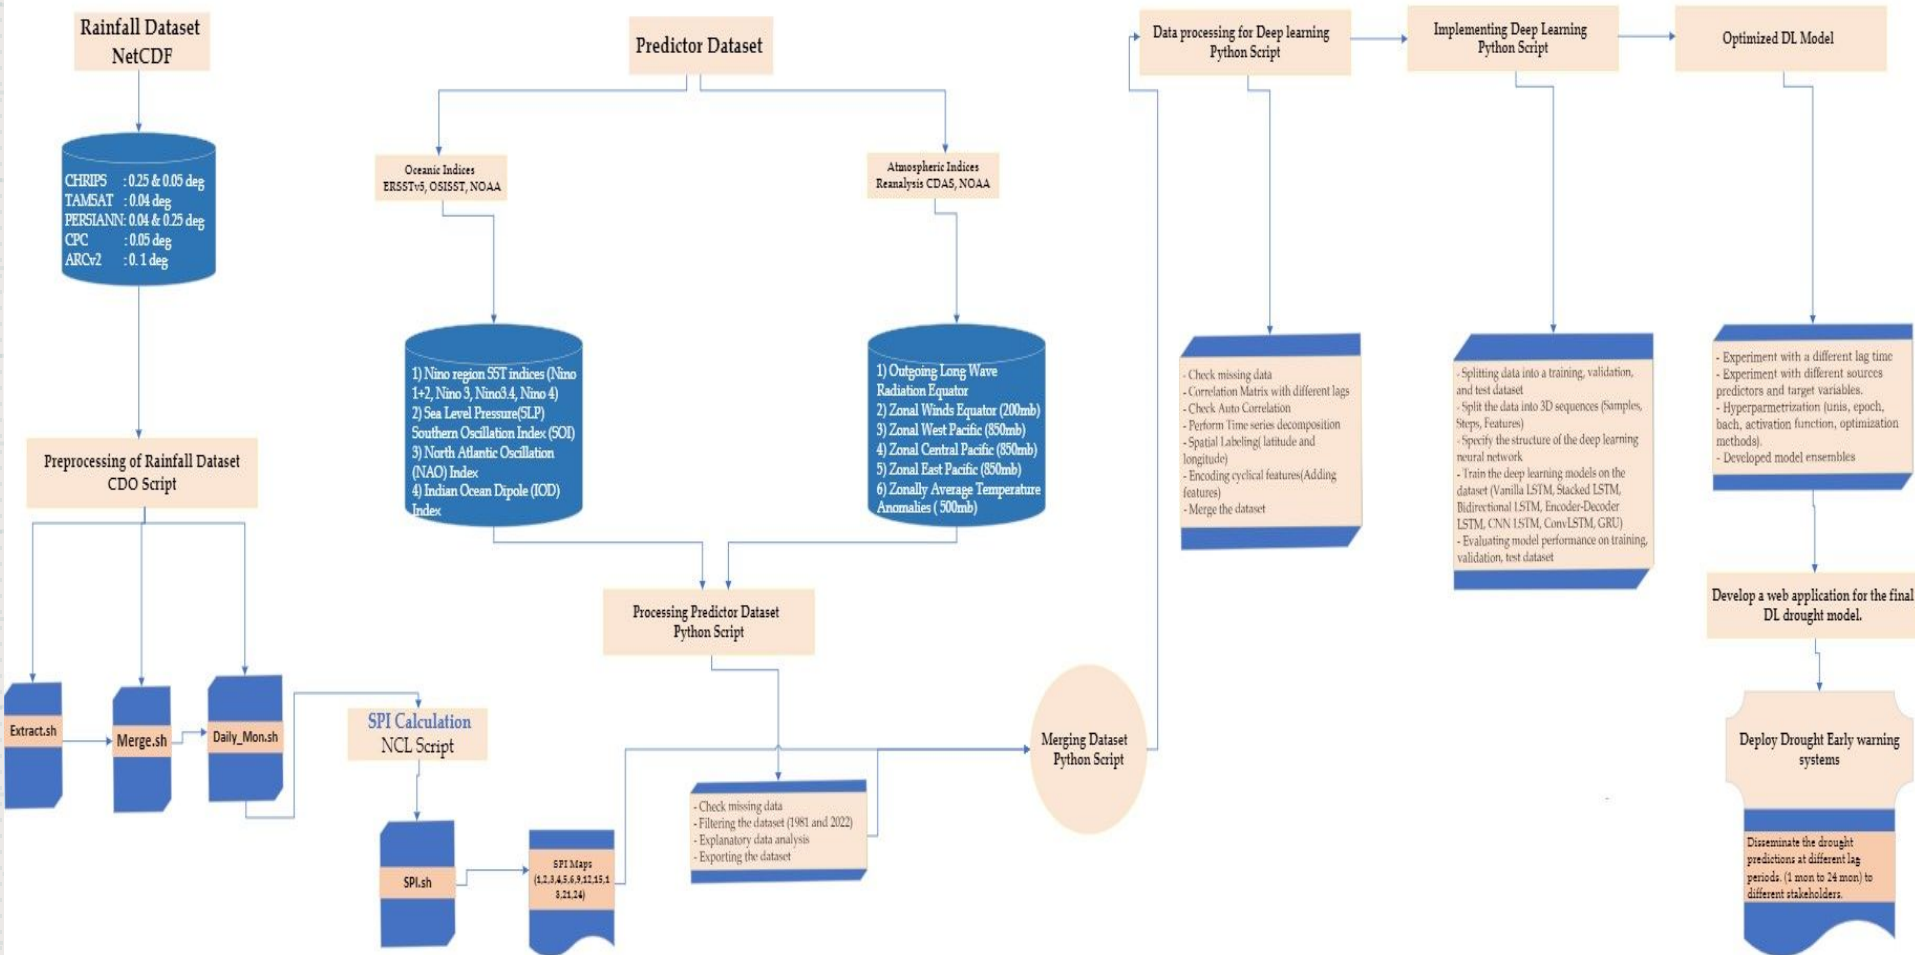 Rainfall Dataset
NetCDF
CHRIPS : 0.25 & 0.05 deg
TAMSAT : 0.04 deg
PERSIANN: 0.04 & 0.25 deg
CPC : 0.05 deg
ARCv2 : 0. 1 deg
Preprocessing of Rainfall Dataset
CDO Script
Extract.sh
Merge.sh
Daily_Mon.sh
SPI Calculation
NCL Script
SPI.sh
SPI Maps
(1,2,3,4,5,6,9,12,15,1
8,21,24)
Predictor Dataset
Oceanic Indices
ERSSTv5, OSISST, NOAA
Atmospheric Indices
Reanalysis CDAS, NOAA
1) Nino region SST indices (Nino
1+2, Nino 3, Nino3.4, Nino 4)
2) Sea Level Pressure(SLP)
Southern Oscillation Index (SOI)
3) North Atlantic Oscillation
(NAO) Index
4) Indian Ocean Dipole (IOD)
Index
1) Outgoing Long Wave
Radiation Equator
2) Zonal Winds Equator (200mb)
3) Zonal West Pacific (850mb)
4) Zonal Central Pacific (850mb)
5) Zonal East Pacific (850mb)
6) Zonally Average Temperature
Anomalies ( 500mb)
Processing Predictor Dataset
Python Script
- Check missing data
- Filtering the dataset (1981 and 2022)
- Explanatory data analysis
- Exporting the dataset
Merging Dataset
Python Script
Data processing for Deep learning
Python Script
- Check missing data
- Correlation Matrix with different lags
- Check Auto Correlation
- Perform Time series decomposition
- Spatial Labeling( latitude and
longitude)
- Encoding cyclical features(Adding
features)
- Merge the dataset
Implementing Deep Learning
Python Script
- Splitting data into a training, validation,
and test dataset
- Split the data into 3D sequences (Samples,
Steps, Features)
- Specify the structure of the deep learning
neural network
- Train the deep learning models on the
dataset (Vanilla LSTM, Stacked LSTM,
Bidirectional LSTM, Encoder-Decoder
LSTM, CNN LSTM, ConvLSTM, GRU)
- Evaluating model performance on training,
validation, test dataset
Optimized DL Model
- Experiment with a different lag time
- Experiment with different sources
predictors and target variables.
- Hyperparmetrization (unis, epoch,
bach, activation function, optimization
methods).
- Developed model ensembles
Develop a web application for the final
DL drought model.
Deploy Drought Early warning
systems
Disseminate the drought
predictions at different lag
periods. (1 mon to 24 mon) to
different stakeholders.